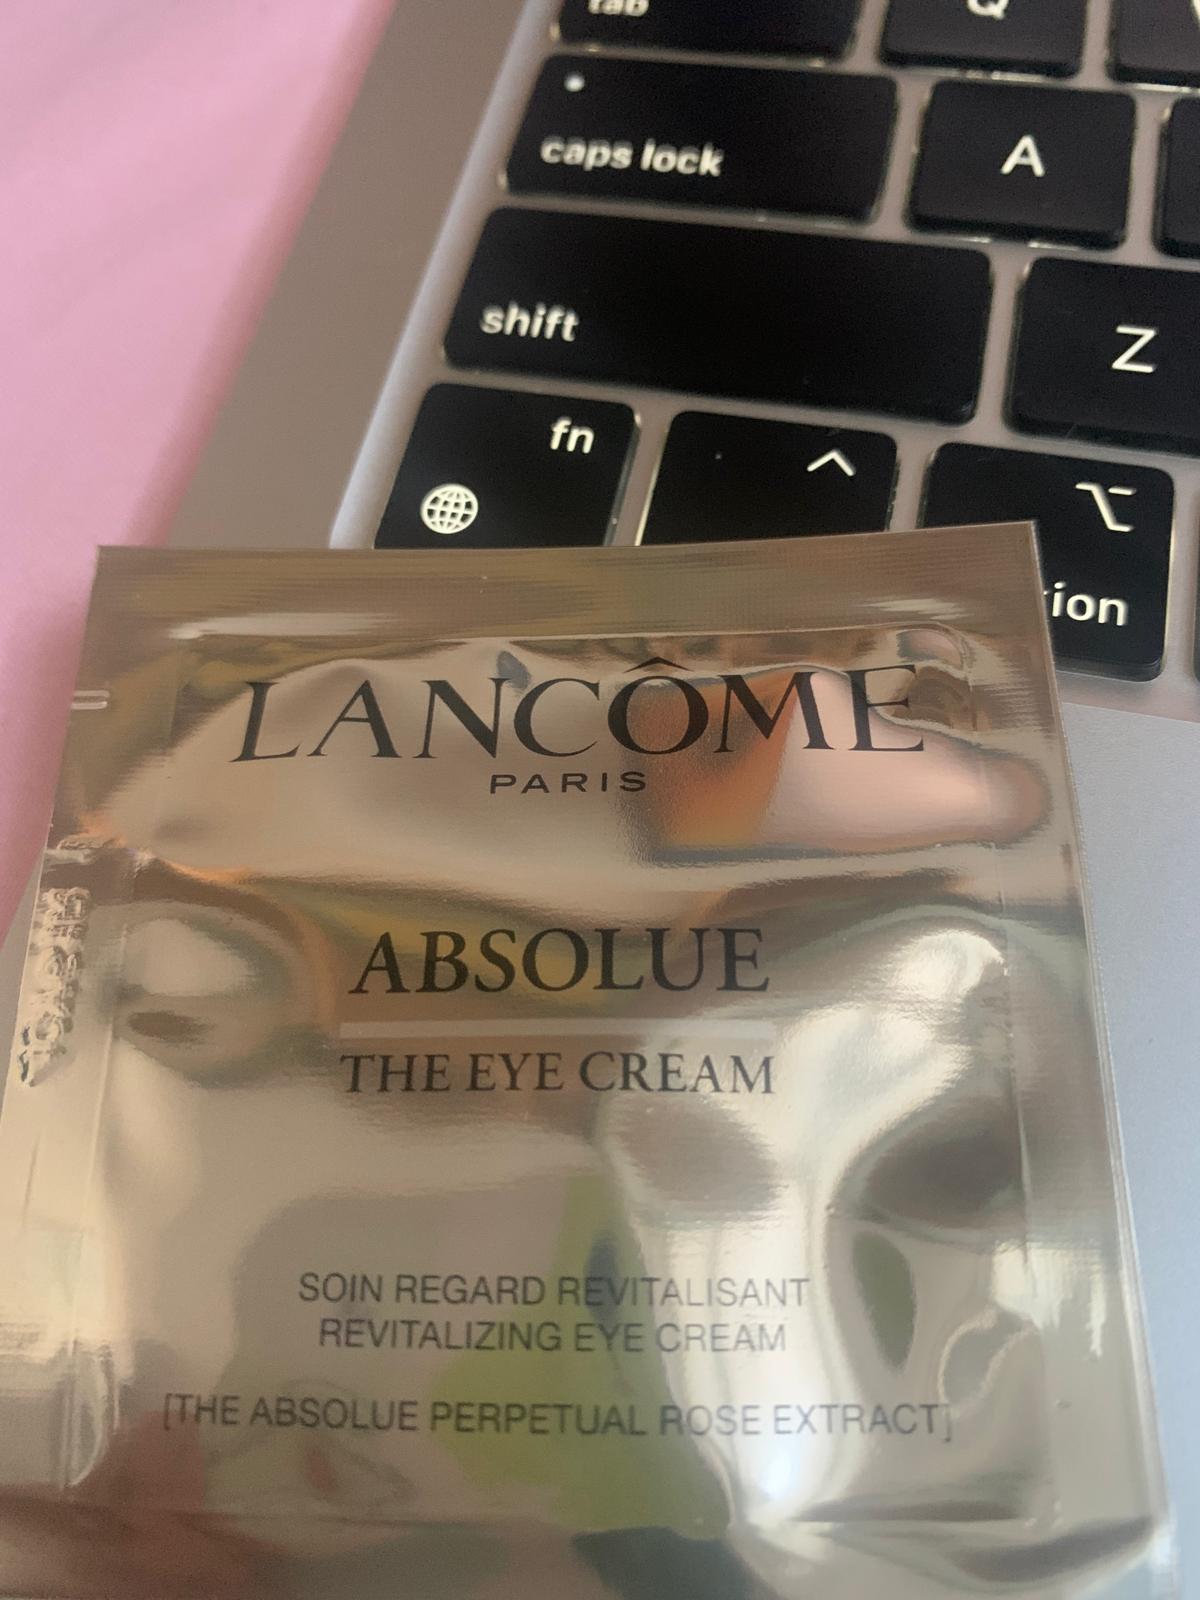 tab
Q
caps lock
A
shift
Z
fn
LANCÔME
PARIS
ABSOLUE
THE EYE CREAM
SOIN REGARD REVITALISANT
REVITALIZING EYE CREAM
[THE ABSOLUE PERPETUAL ROSE EXTRACT]